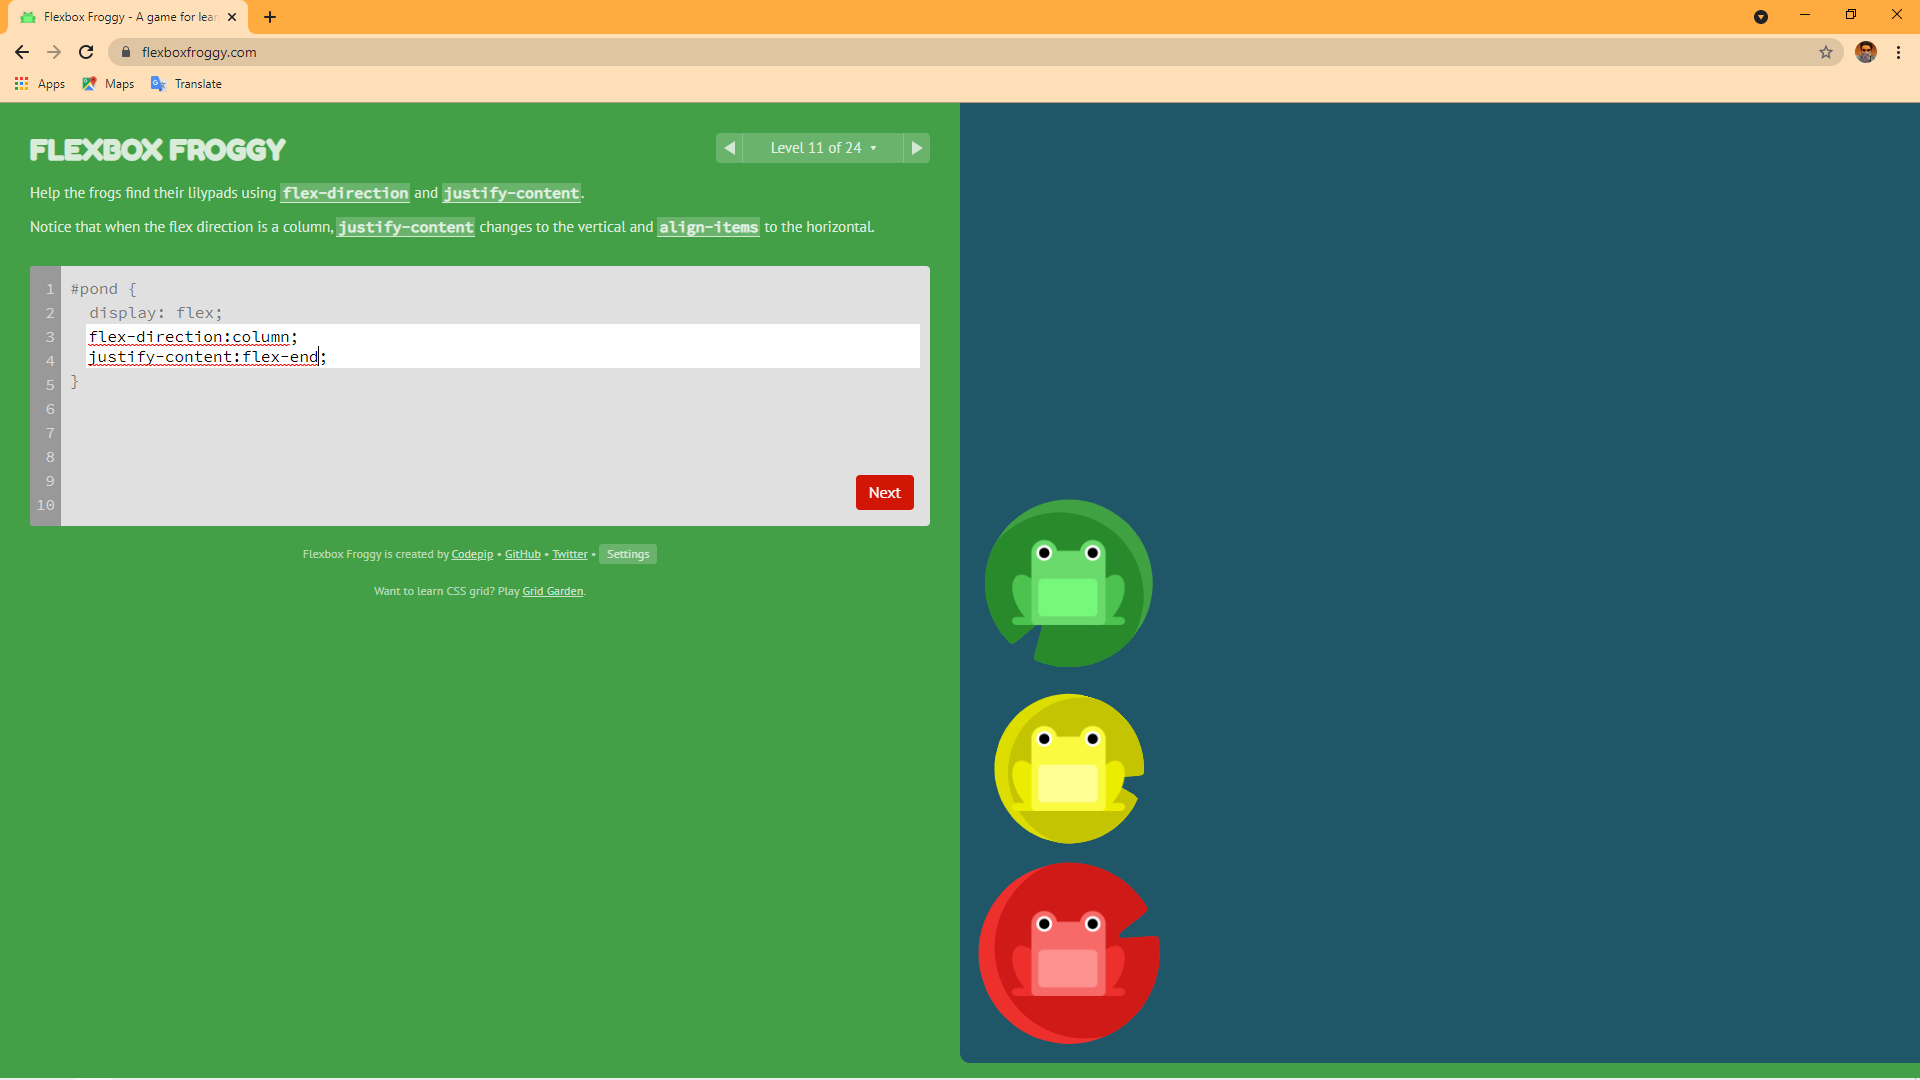 Flexbox Froggy - A game for lear
flexboxfroggy.com
Apps Maps Translate
FLEXBOX FROGGY
Level 11 of 24
Help the frogs find their lilypads using flex-direction and justify-content.
Notice that when the flex direction is a column, justify-content changes to the vertical and align-items to the horizontal.
1 #pond {
2 display: flex;
3 flex-direction:column;
4 justify-content:flex-end;
5 }
6
7
8
9
10
Next
Flexbox Froggy is created by Codepip • GitHub • Twitter • Settings
Want to learn CSS grid? Play Grid Garden.